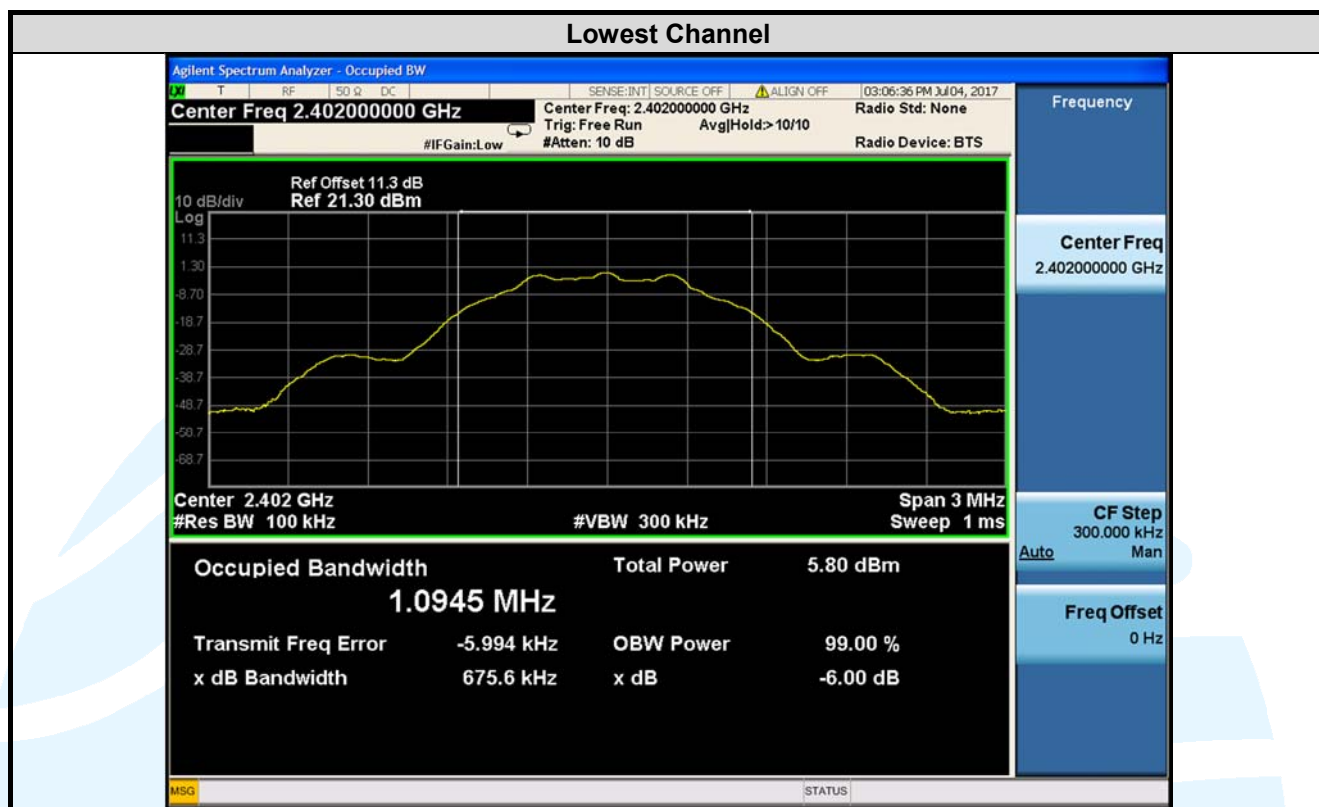 Lowest Channel
Agilent Spectrum Analyzer - Occupied BW
LXI T RF 50 Ω DC SENSE:INT SOURCE OFF ALIGN OFF 03:06:36 PM Jul 04, 2017
Center Freq 2.402000000 GHz
Center Freq: 2.402000000 GHz Radio Std: None
Trig: Free Run Avg|Hold:> 10/10
#IFGain:Low #Atten: 10 dB Radio Device: BTS
Frequency
Ref Offset 11.3 dB
10 dB/div Ref 21.30 dBm
Log
11.3
1.30
-8.70
-18.7
-28.7
-38.7
-48.7
-58.7
-68.7
Center Freq
2.402000000 GHz
Center 2.402 GHz Span 3 MHz
#Res BW 100 kHz #VBW 300 kHz Sweep 1 ms
CF Step
300.000 kHz
Auto Man
Occupied Bandwidth Total Power 5.80 dBm
1.0945 MHz
Transmit Freq Error -5.994 kHz OBW Power 99.00 %
x dB Bandwidth 675.6 kHz x dB -6.00 dB
Freq Offset
0 Hz
MSG STATUS